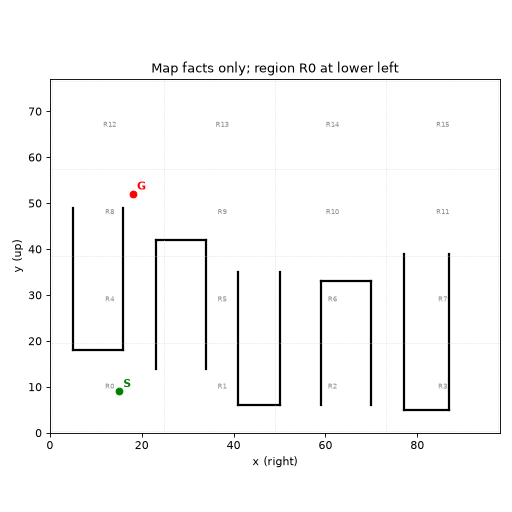 Map facts only; region R0 at lower left
70
R12 R13 R14 R15
60
G
50
R8 R9 R10 R11
40
30
R4 R5 R6 R7
20
10
S
R0 R1 R2 R3
0
0 20 40 60 80
x (right)
y (up)